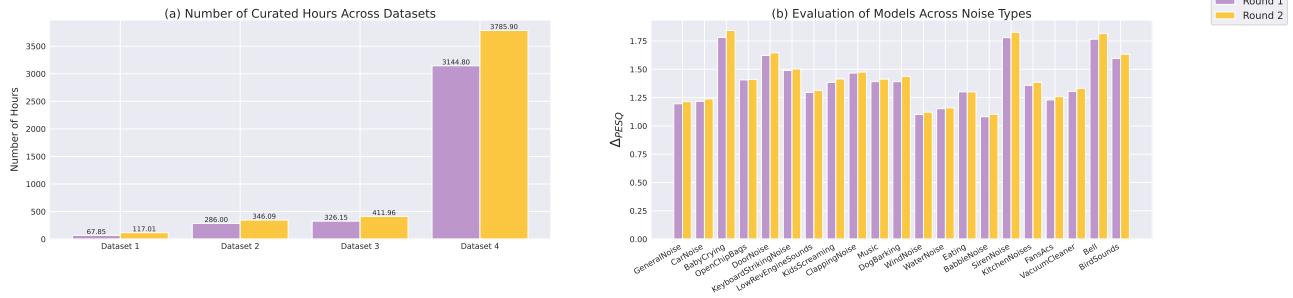 (a) Number of Curated Hours Across Datasets
3785.90
3500
3144.80
3000
2500
2000
1500
1000
500
0
Number of Hours
67.85
117.01
286.00
346.09
326.15
411.96
Dataset 1
Dataset 2
Dataset 3
Dataset 4
(b) Evaluation of Models Across Noise Types
1.75
1.50
1.25
1.00
0.75
0.50
0.25
0.00
Δ_PESQ
GeneralNoise
CarNoise
BabyCrying
OpenChipBags
DoorNoise
KeyboardStrikingNoise
LowRevEngineSounds
KidsScreaming
ClappingNoise
Music
DogBarking
WindNoise
WaterNoise
Eating
BabbleNoise
SirenNoise
KitchenNoises
FansAcs
VacuumCleaner
Bell
BirdSounds
Round 1
Round 2